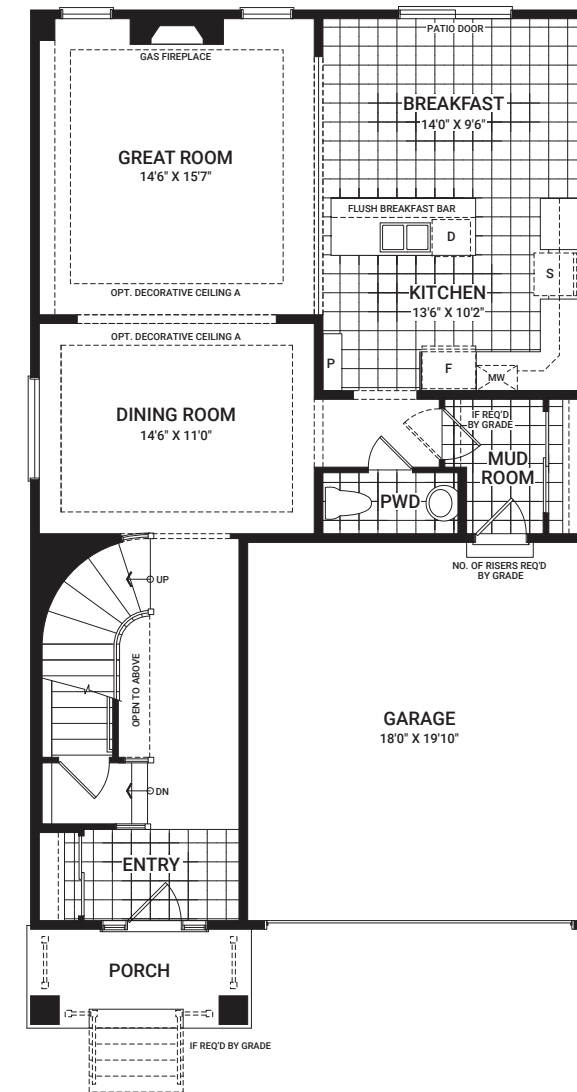 PATIO DOOR
GAS FIREPLACE
BREAKFAST
14'0" X 9'6"
GREAT ROOM
14'6" X 15'7"
FLUSH BREAKFAST BAR
D
S
OPT. DECORATIVE CEILING A
KITCHEN
13'6" X 10'2"
OPT. DECORATIVE CEILING A
P
F
MW
DINING ROOM
14'6" X 11'0"
IF REQ'D
BY GRADE
MUD
ROOM
PWD
NO. OF RISERS REQ'D
BY GRADE
UP
OPEN TO ABOVE
GARAGE
18'0" X 19'10"
DN
ENTRY
PORCH
IF REQ'D BY GRADE